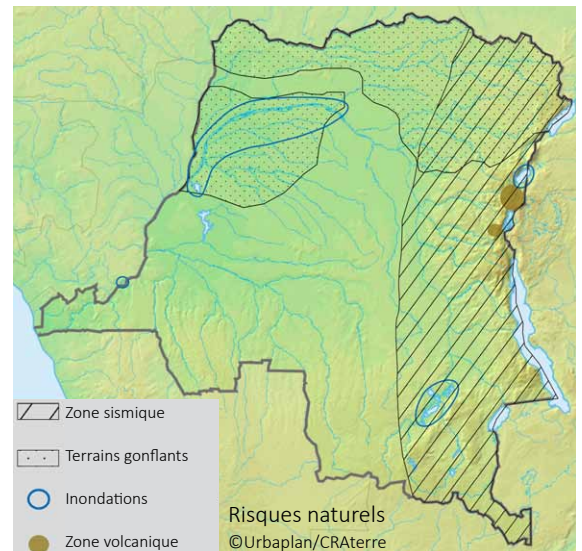 Zone sismique
Terrains gonflants
Inondations
Zone volcanique
Risques naturels
©Urbaplan/CRAterre